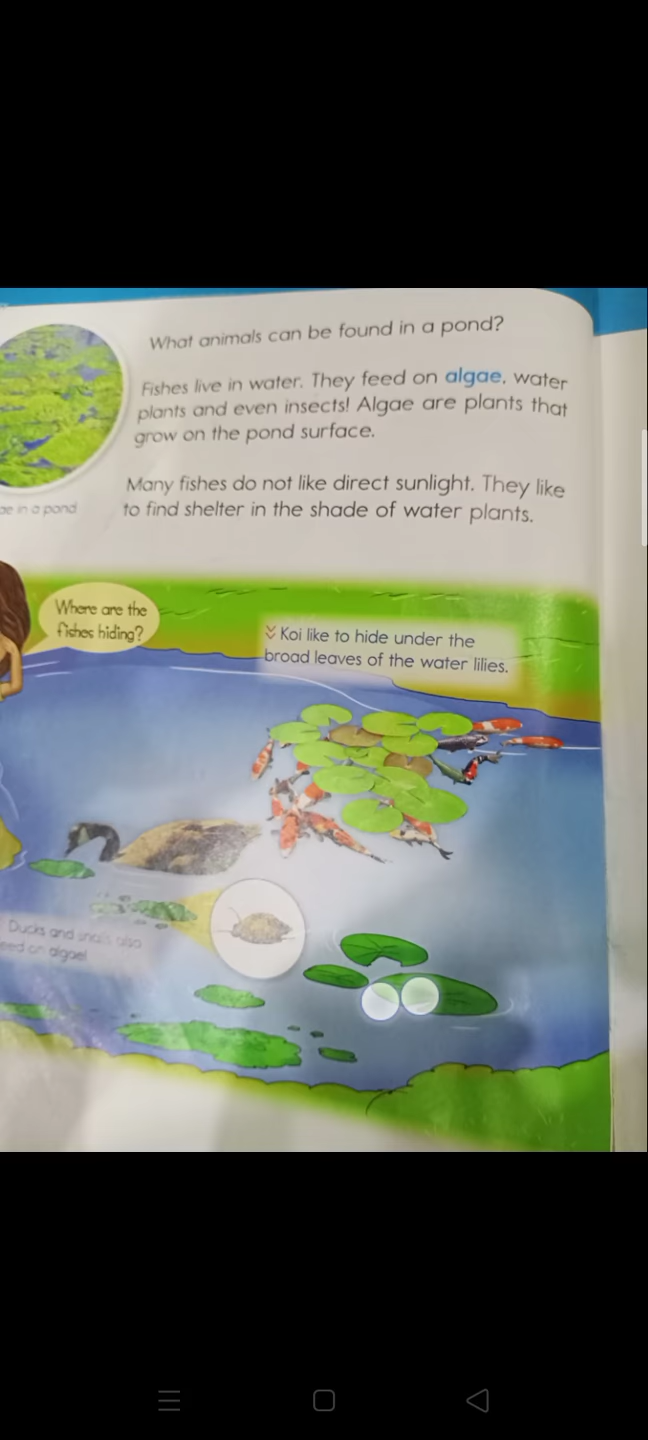 What animals can be found in a pond?
Fishes live in water. They feed on algae, water
plants and even insects! Algae are plants that
grow on the pond surface.
Many fishes do not like direct sunlight. They like
to find shelter in the shade of water plants.
in a pond
Where are the
fishes hiding?
Koi like to hide under the
broad leaves of the water lilies.
Ducks and snails also
on algae!